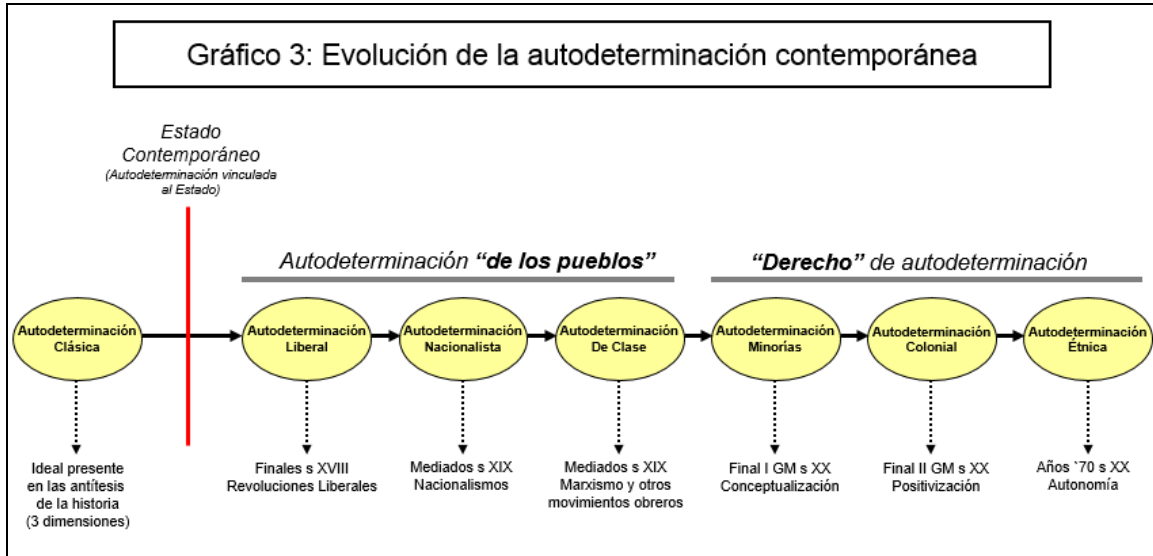 Gráfico 3: Evolución de la autodeterminación contemporánea
Estado
Contemporáneo
(Autodeterminación vinculada
al Estado)
Autodeterminación “de los pueblos”
“Derecho” de autodeterminación
Autodeterminación
Clásica
Autodeterminación
Liberal
Autodeterminación
Nacionalista
Autodeterminación
De Clase
Autodeterminación
Minorías
Autodeterminación
Colonial
Autodeterminación
Étnica
Ideal presente
en las antítesis
de la historia
(3 dimensiones)
Finales s XVIII
Revoluciones Liberales
Mediados s XIX
Nacionalismos
Mediados s XIX
Marxismo y otros
movimientos obreros
Final I GM s XX
Conceptualización
Final II GM s XX
Positivización
Años `70 s XX
Autonomía